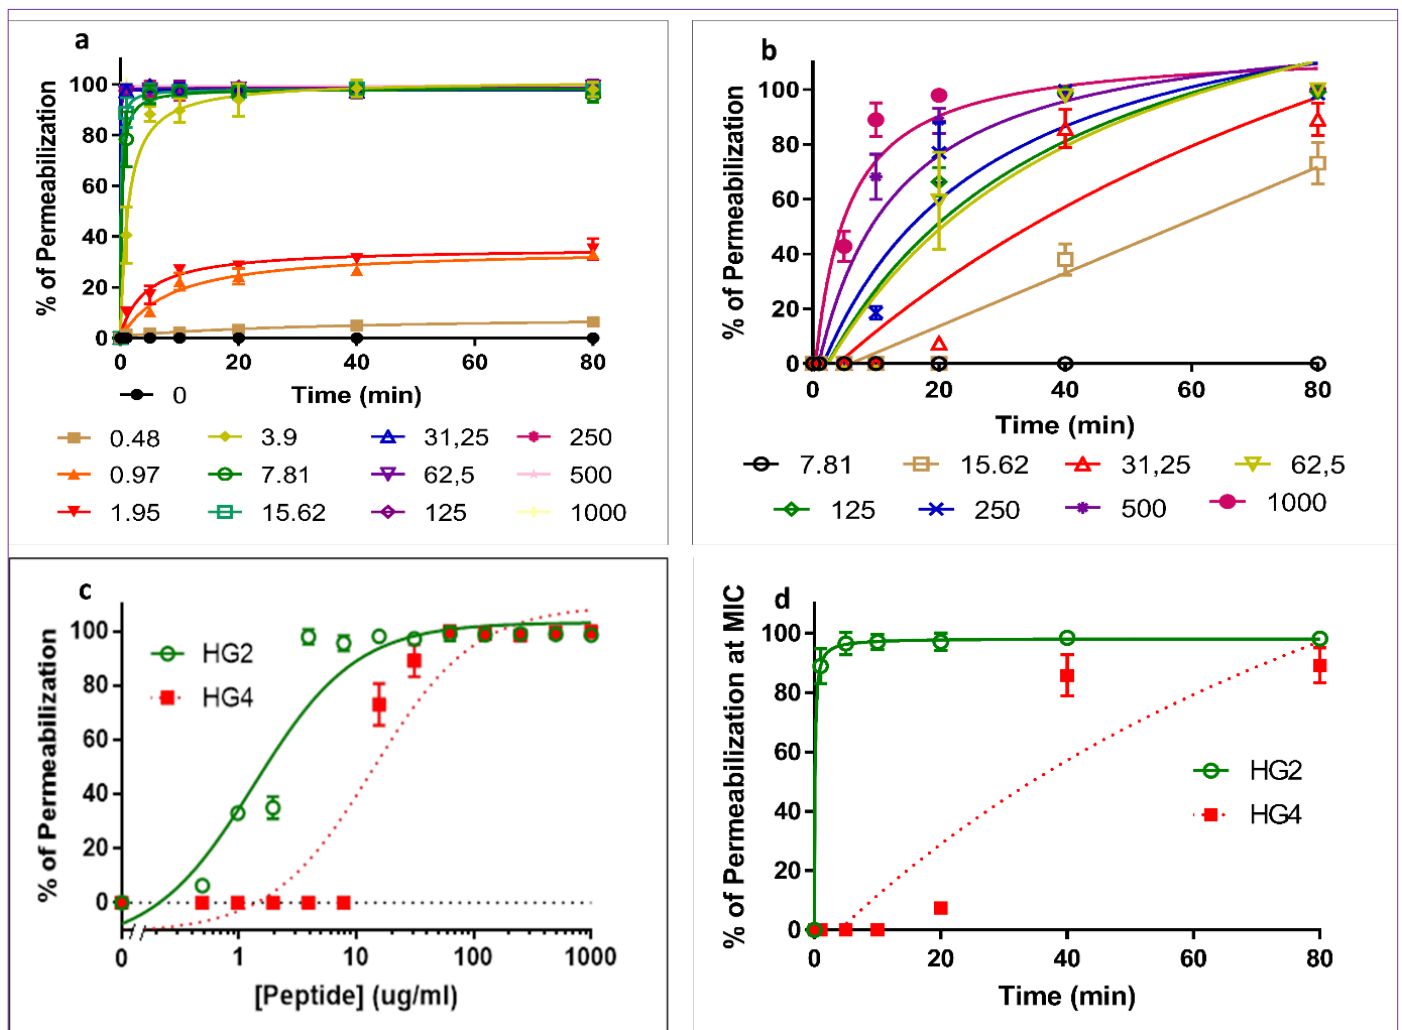 a
% of Permeabilization
100
80
60
40
20
0
0 20 40 60 80
Time (min)
0
0.48 3.9 31,25 250
0.97 7.81 62,5 500
1.95 15.62 125 1000
b
% of Permeabilization
100
80
60
40
20
0
0 20 40 60 80
Time (min)
7.81 15.62 31,25 62,5
125 250 500 1000
c
% of Permeabilization
100
80
60
40
20
0
HG2
HG4
0 1 10 100 1000
[Peptide] (ug/ml)
d
% of Permeabilization at MIC
100
80
60
40
20
0
HG2
HG4
0 20 40 60 80
Time (min)